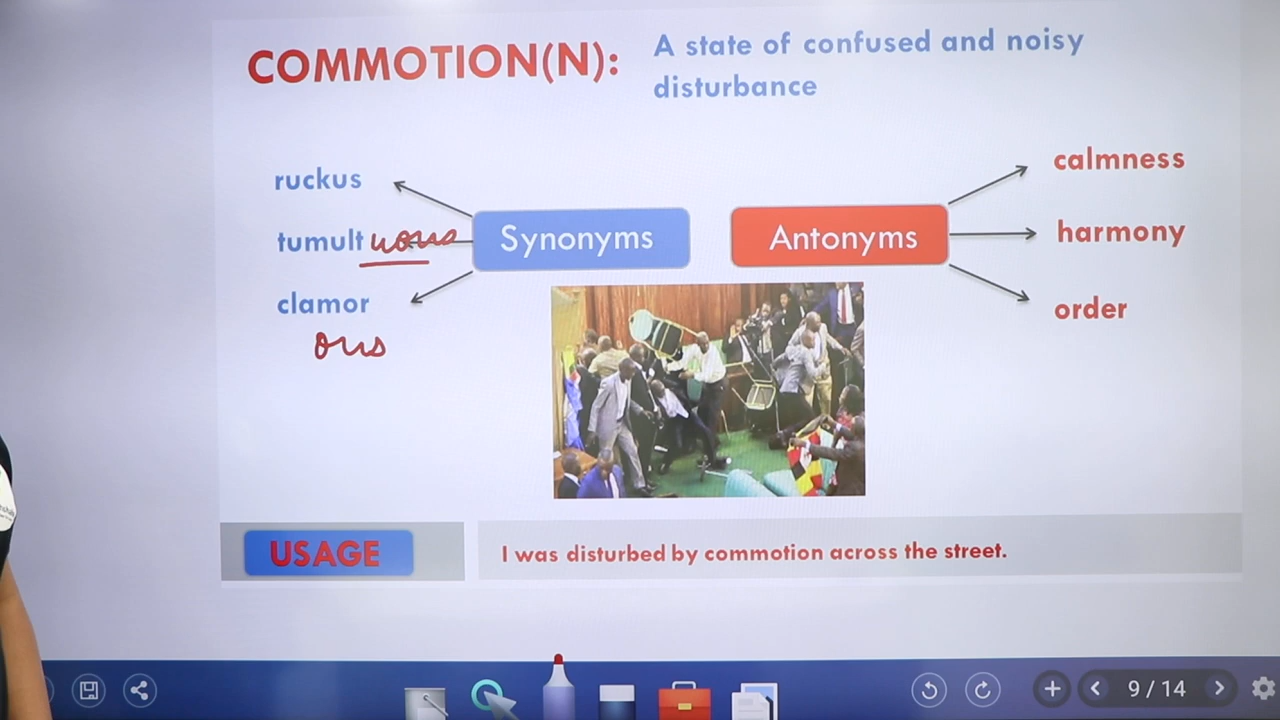 COMMOTION(N):
A state of confused and noisy
disturbance
ruckus
tumult uous
clamor
ous
Synonyms
Antonyms
calmness
harmony
order
USAGE
I was disturbed by commotion across the street.
9 / 14